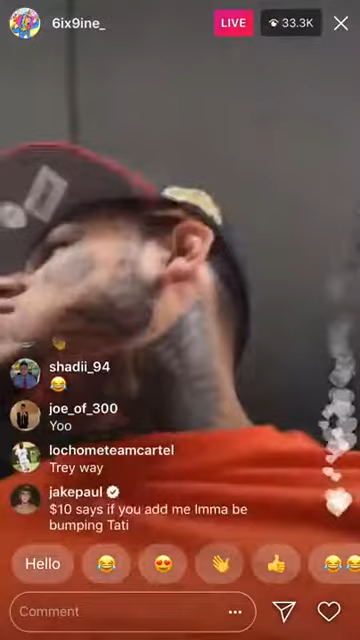 6ix9ine_
LIVE
33.3K
shadii_94
😂
joe_of_300
Yoo
lochometeamcartel
Trey way
jakepaul
$10 says if you add me Imma be
bumping Tati
Hello
Comment